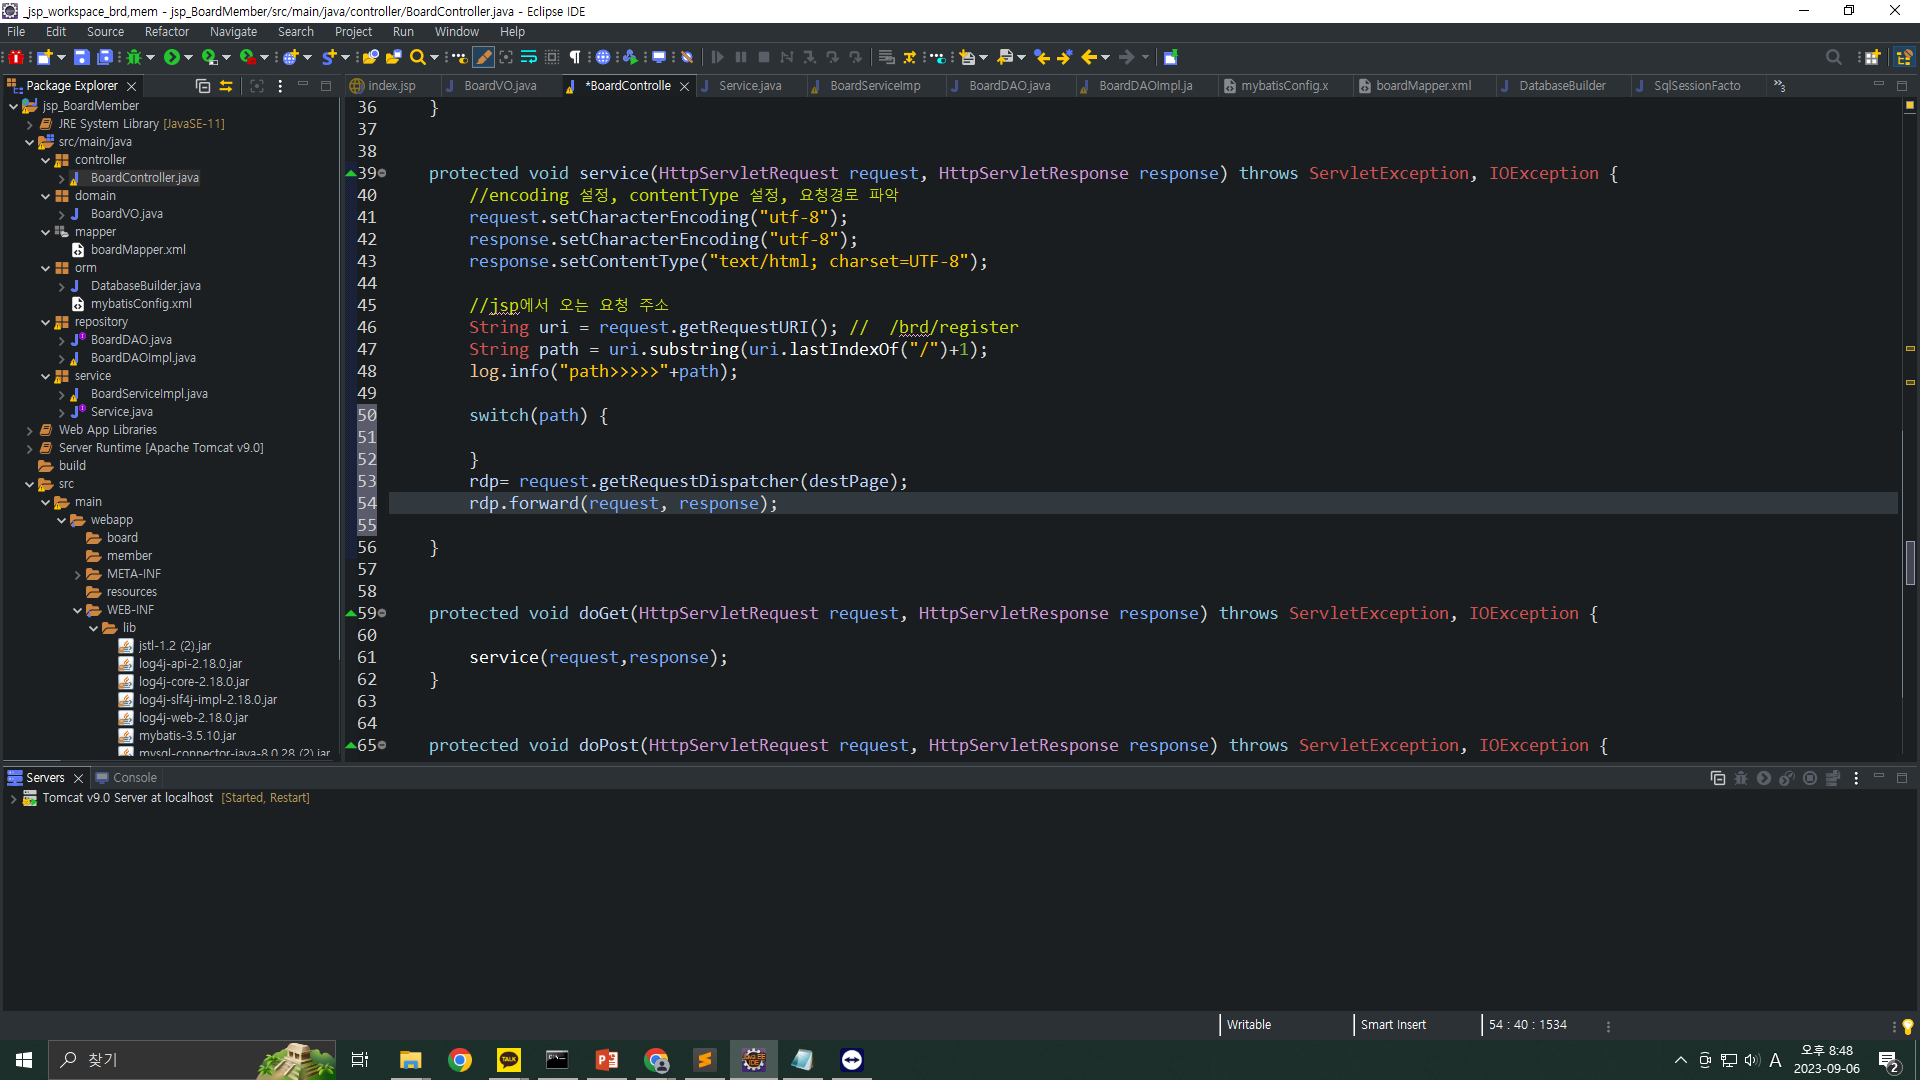 _jsp_workspace_brd,mem - jsp_BoardMember/src/main/java/controller/BoardController.java - Eclipse IDE
File Edit Source Refactor Navigate Search Project Run Window Help
Package Explorer
index.jsp BoardVO.java *BoardControlle Service.java BoardServiceImp BoardDAO.java BoardDAOImpl.ja mybatisConfig.x boardMapper.xml DatabaseBuilder SqlSessionFacto »3
jsp_BoardMember
JRE System Library [JavaSE-11]
src/main/java
controller
BoardController.java
domain
BoardVO.java
mapper
boardMapper.xml
orm
DatabaseBuilder.java
mybatisConfig.xml
repository
BoardDAO.java
BoardDAOImpl.java
service
BoardServiceImpl.java
Service.java
Web App Libraries
Server Runtime [Apache Tomcat v9.0]
build
src
main
webapp
board
member
META-INF
resources
WEB-INF
lib
jstl-1.2 (2).jar
log4j-api-2.18.0.jar
log4j-core-2.18.0.jar
log4j-slf4j-impl-2.18.0.jar
log4j-web-2.18.0.jar
mybatis-3.5.10.jar
mysql-connector-java-8.0.28 (2).jar
36 }
37
38
39 protected void service(HttpServletRequest request, HttpServletResponse response) throws ServletException, IOException {
40 //encoding 설정, contentType 설정, 요청경로 파악
41 request.setCharacterEncoding("utf-8");
42 response.setCharacterEncoding("utf-8");
43 response.setContentType("text/html; charset=UTF-8");
44
45 //jsp에서 오는 요청 주소
46 String uri = request.getRequestURI(); // /brd/register
47 String path = uri.substring(uri.lastIndexOf("/")+1);
48 log.info("path>>>>>"+path);
49
50 switch(path) {
51
52 }
53 rdp= request.getRequestDispatcher(destPage);
54 rdp.forward(request, response);
55
56 }
57
58
59 protected void doGet(HttpServletRequest request, HttpServletResponse response) throws ServletException, IOException {
60
61 service(request,response);
62 }
63
64
65 protected void doPost(HttpServletRequest request, HttpServletResponse response) throws ServletException, IOException {
Servers Console
Tomcat v9.0 Server at localhost [Started, Restart]
Writable Smart Insert 54 : 40 : 1534
찾기
TALK
A
오후 8:48
2023-09-06
2